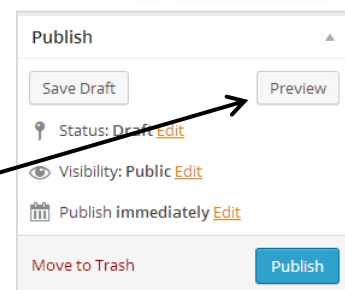 Publish
Save Draft Preview
Status: Draft Edit
Visibility: Public Edit
Publish immediately Edit
Move to Trash Publish